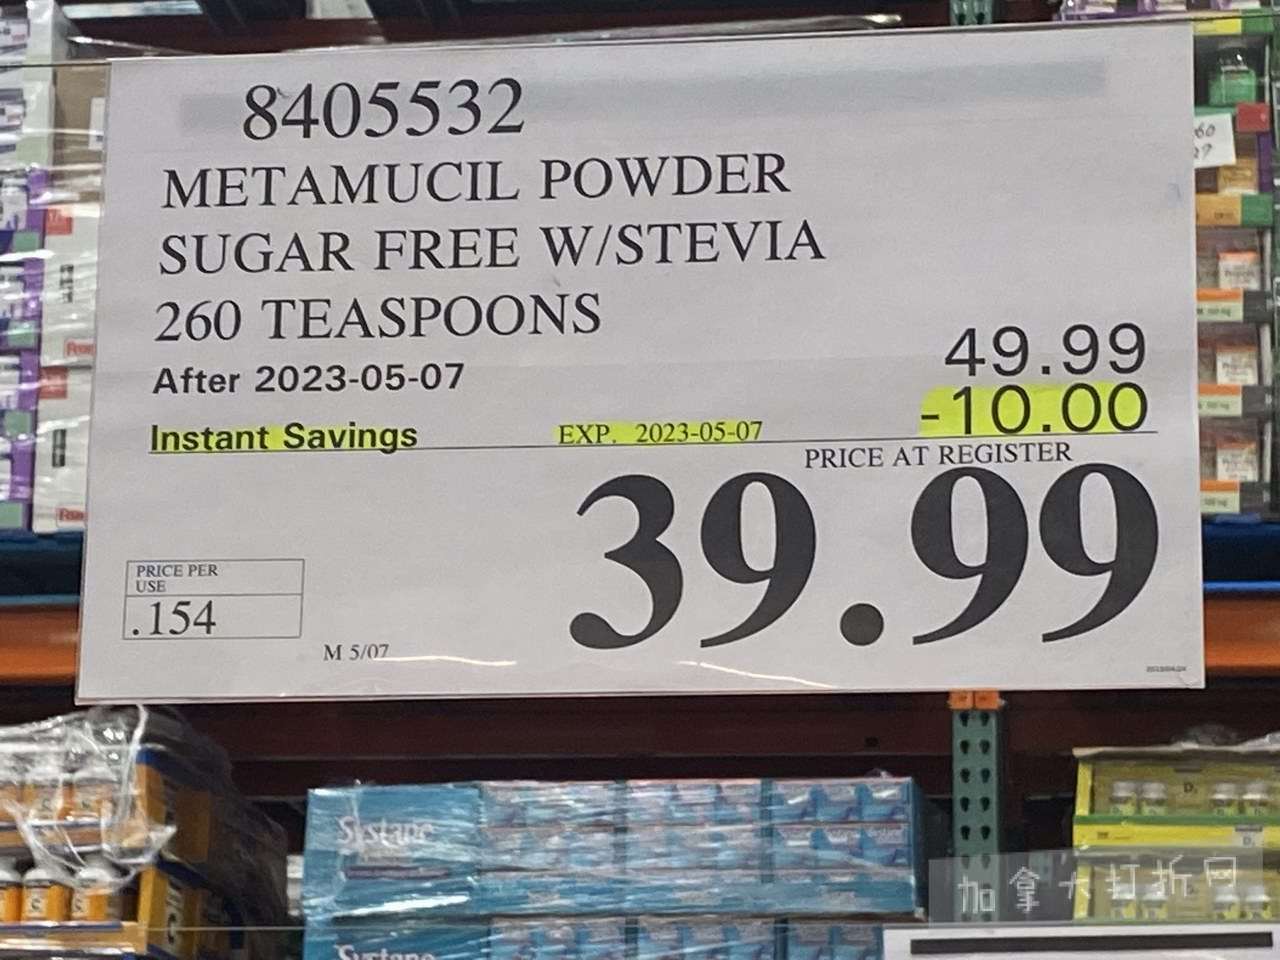 8405532
METAMUCIL POWDER
SUGAR FREE W/STEVIA
260 TEASPOONS
After 2023-05-07
49.99
Instant Savings
EXP. 2023-05-07
-10.00
PRICE AT REGISTER
39.99
PRICE PER
USE
.154
M 5/07
Systane
加拿大打折网
Systane